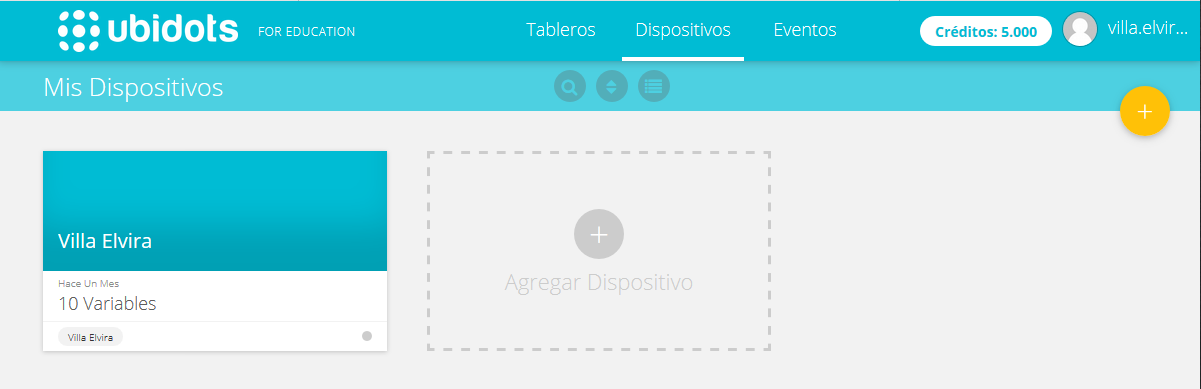 ubidots FOR EDUCATION Tableros Dispositivos Eventos Créditos: 5.000 villa.elvir...
Mis Dispositivos
Villa Elvira
Hace Un Mes
10 Variables
Villa Elvira
Agregar Dispositivo